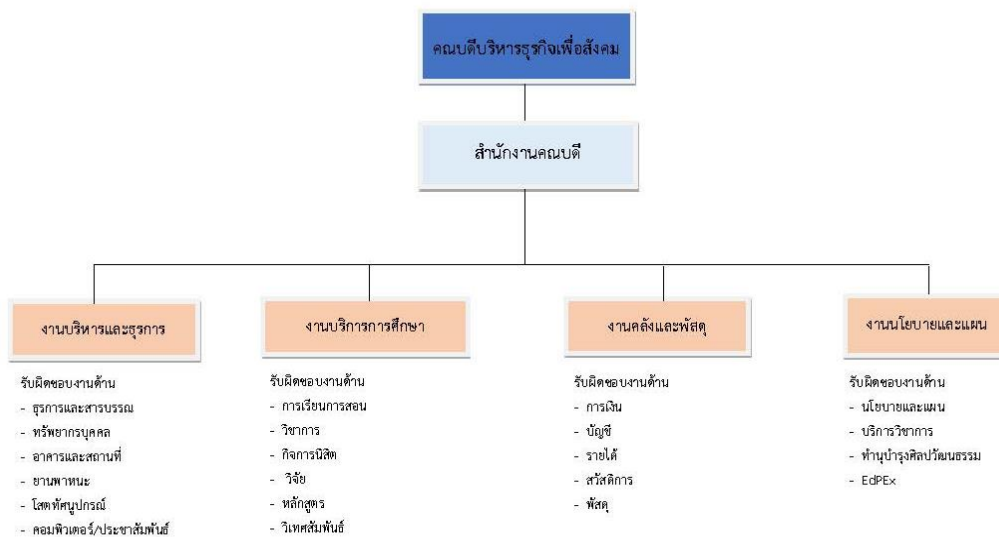 คณบดีบริหารธุรกิจเพื่อสังคม
สำนักงานคณบดี
งานบริหารและธุรการ
รับผิดชอบงานด้าน
- ธุรการและสารบรรณ
- ทรัพยากรบุคคล
- อาคารและสถานที่
- ยานพาหนะ
- โสตทัศนูปกรณ์
- คอมพิวเตอร์/ประชาสัมพันธ์
งานบริการการศึกษา
รับผิดชอบงานด้าน
- การเรียนการสอน
- วิชาการ
- กิจการนิสิต
- วิจัย
- หลักสูตร
- วิเทศสัมพันธ์
งานคลังและพัสดุ
รับผิดชอบงานด้าน
- การเงิน
- บัญชี
- รายได้
- สวัสดิการ
- พัสดุ
งานนโยบายและแผน
รับผิดชอบงานด้าน
- นโยบายและแผน
- บริการวิชาการ
- ทำนุบำรุงศิลปวัฒนธรรม
- EdPEx